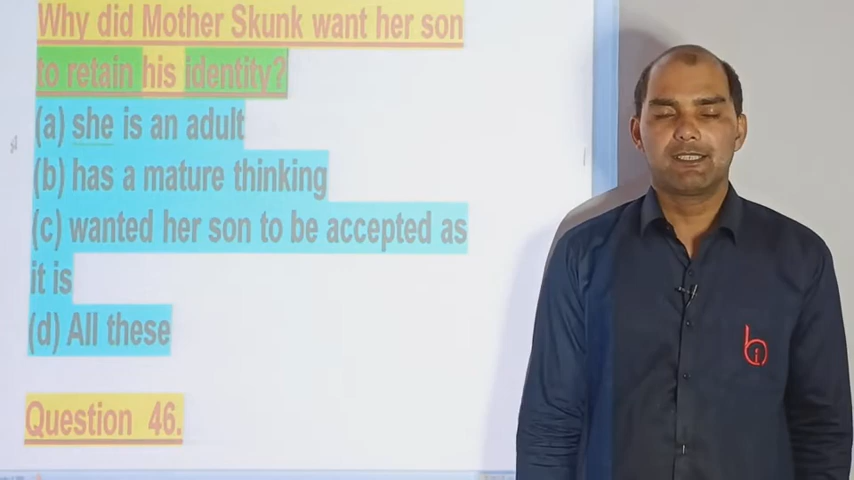 Why did Mother Skunk want her son
to retain his identity?
(a) she is an adult
(b) has a mature thinking
(c) wanted her son to be accepted as
it is
(d) All these
Question 46.